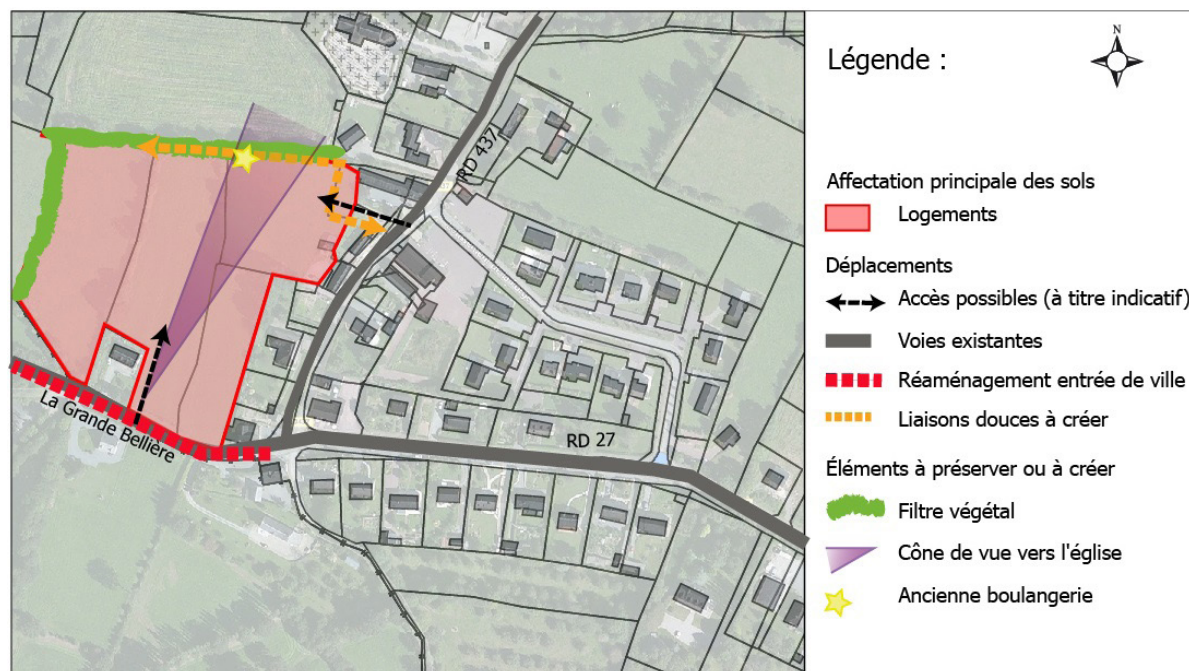 RD 437
La Grande Bellière
RD 27
Légende :
N
Affectation principale des sols
Logements
Déplacements
Accès possibles (à titre indicatif)
Voies existantes
Réaménagement entrée de ville
Liaisons douces à créer
Éléments à préserver ou à créer
Filtre végétal
Cône de vue vers l'église
Ancienne boulangerie